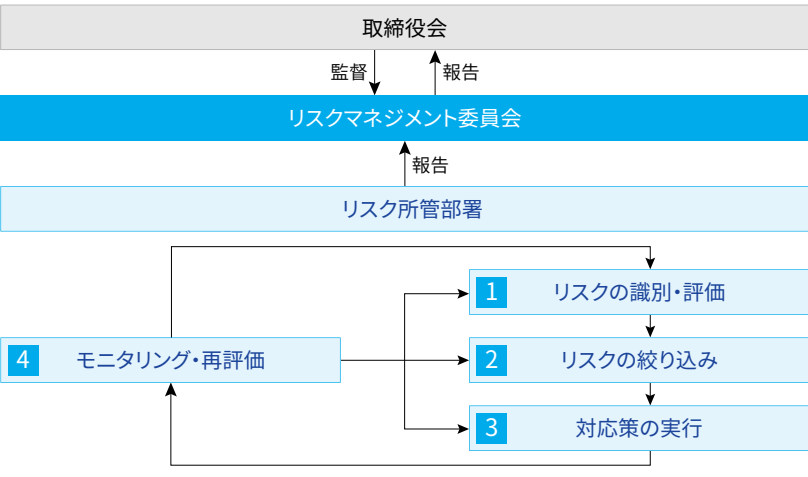 取締役会
監督
報告
リスクマネジメント委員会
報告
リスク所管部署
1 リスクの識別・評価
4 モニタリング・再評価
2 リスクの絞り込み
3 対応策の実行